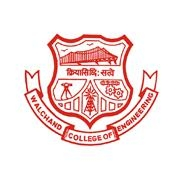 क्रियासिद्धिः सत्वे
WALCHAND COLLEGE OF ENGINEERING